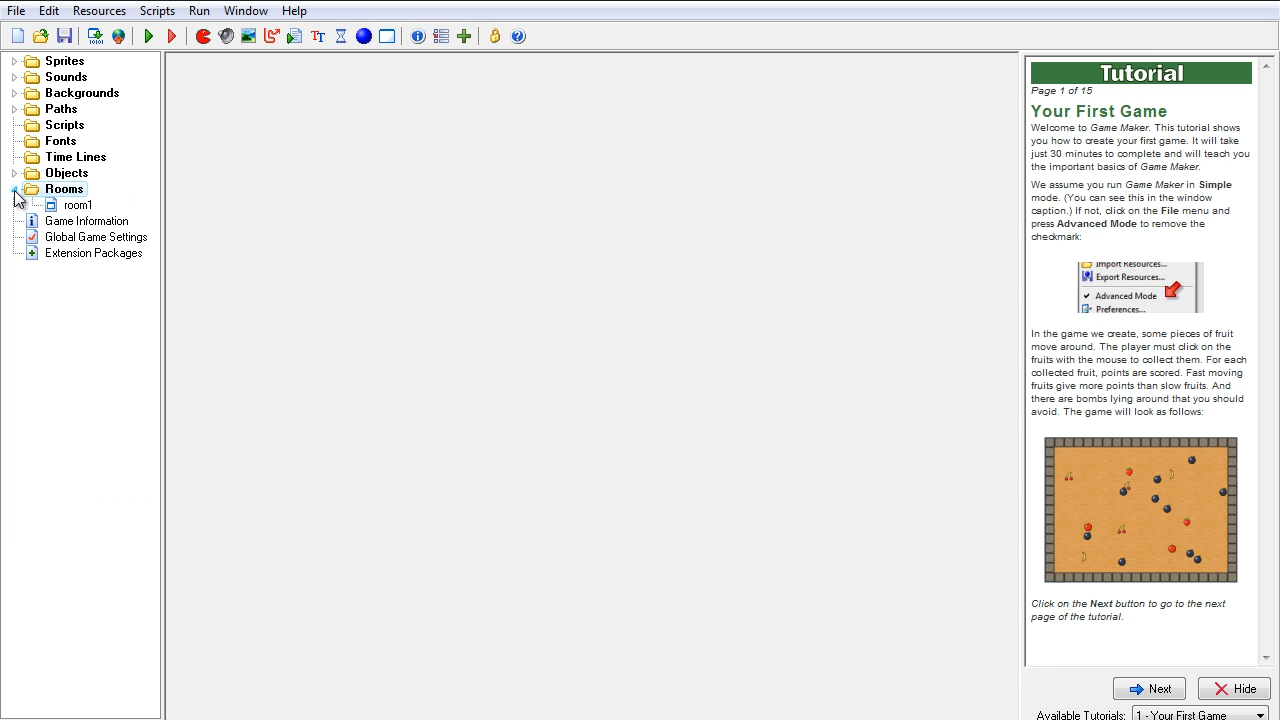 File Edit Resources Scripts Run Window Help
Sprites
Sounds
Backgrounds
Paths
Scripts
Fonts
Time Lines
Objects
Rooms
room1
Game Information
Global Game Settings
Extension Packages
Tutorial
Page 1 of 15
Your First Game
Welcome to Game Maker. This tutorial shows
you how to create your first game. It will take
just 30 minutes to complete and will teach you
the important basics of Game Maker.
We assume you run Game Maker in Simple
mode. (You can see this in the window
caption.) If not, click on the File menu and
press Advanced Mode to remove the
checkmark:
Import Resources...
Export Resources...
Advanced Mode
Preferences...
In the game we create, some pieces of fruit
move around. The player must click on the
fruits with the mouse to collect them. For each
collected fruit, points are scored. Fast moving
fruits give more points than slow fruits. And
there are bombs lying around that you should
avoid. The game will look as follows:
Click on the Next button to go to the next
page of the tutorial.
Next Hide
Available Tutorials: 1 - Your First Game